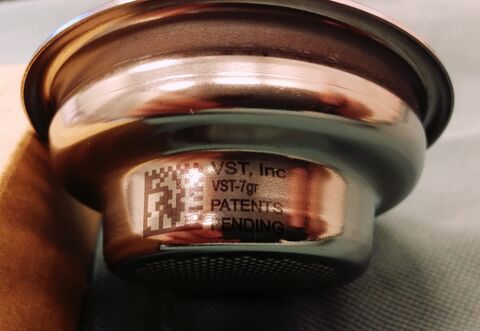 VST, Inc
VST-7gr
PATENTS
PENDING